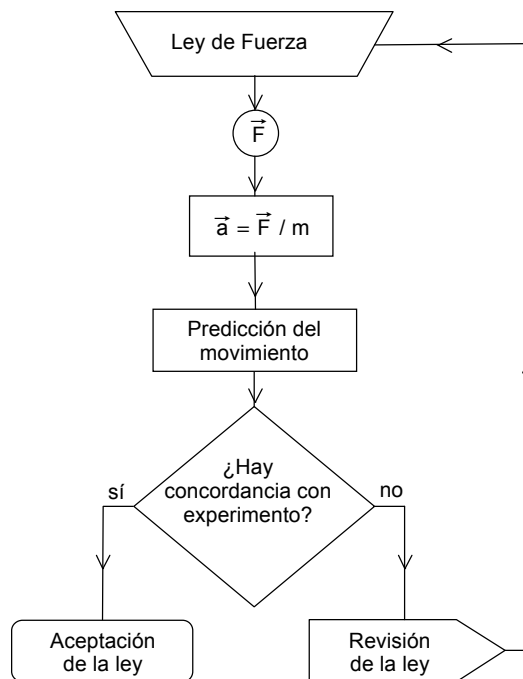 Ley de Fuerza
F⃗
a⃗ = F⃗ / m
Predicción del
movimiento
¿Hay
concordancia con
experimento?
sí
no
Aceptación
de la ley
Revisión
de la ley